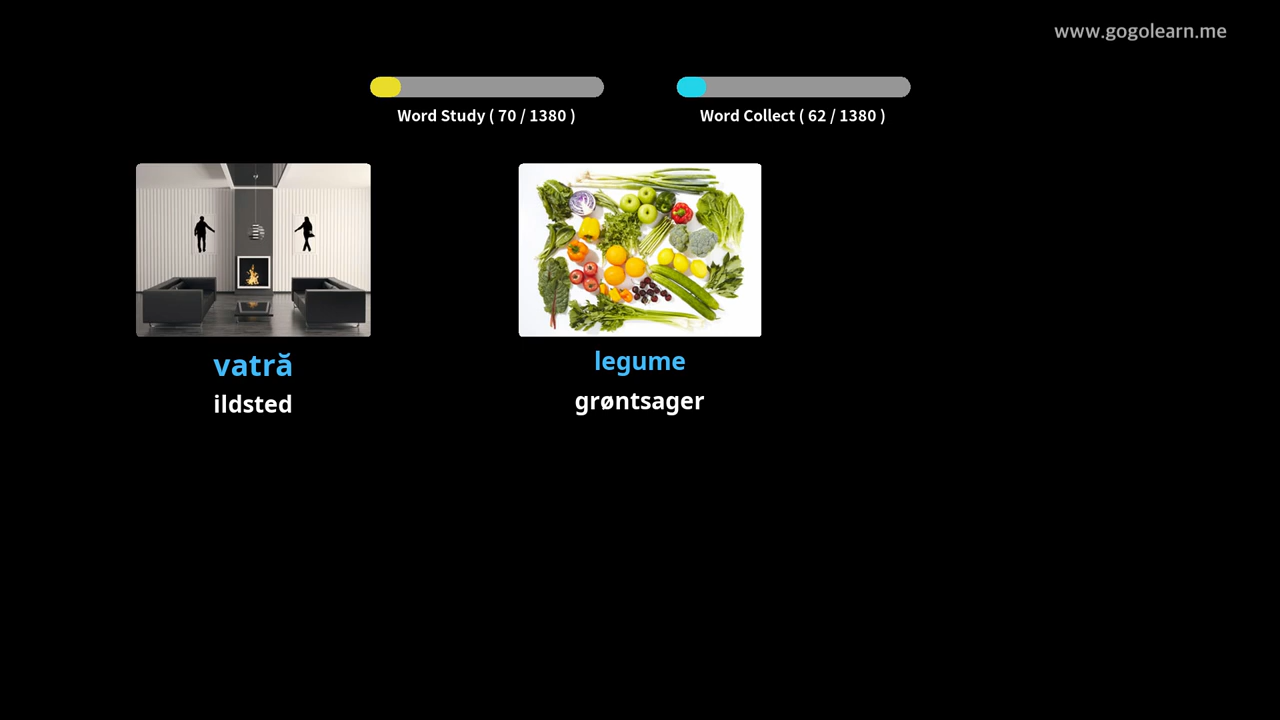 www.gogolearn.me
Word Study ( 70 / 1380 )
Word Collect ( 62 / 1380 )
vatră
ildsted
legume
grøntsager